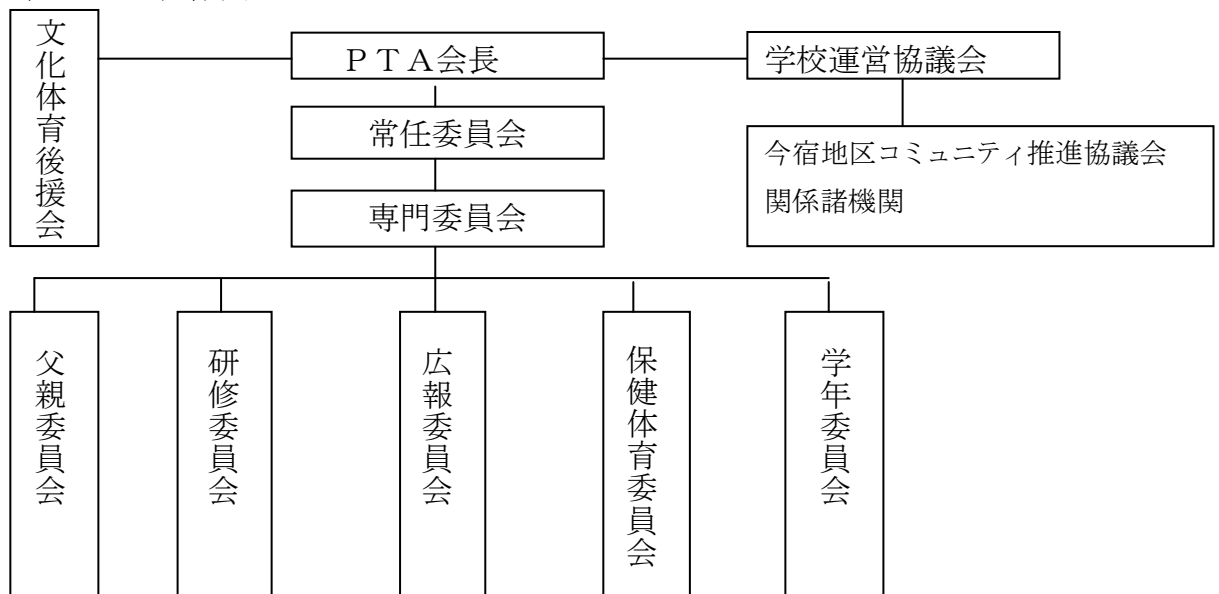 文化体育後援会
ＰＴＡ会長
学校運営協議会
常任委員会
今宿地区コミュニティ推進協議会
関係諸機関
専門委員会
父親委員会
研修委員会
広報委員会
保健体育委員会
学年委員会